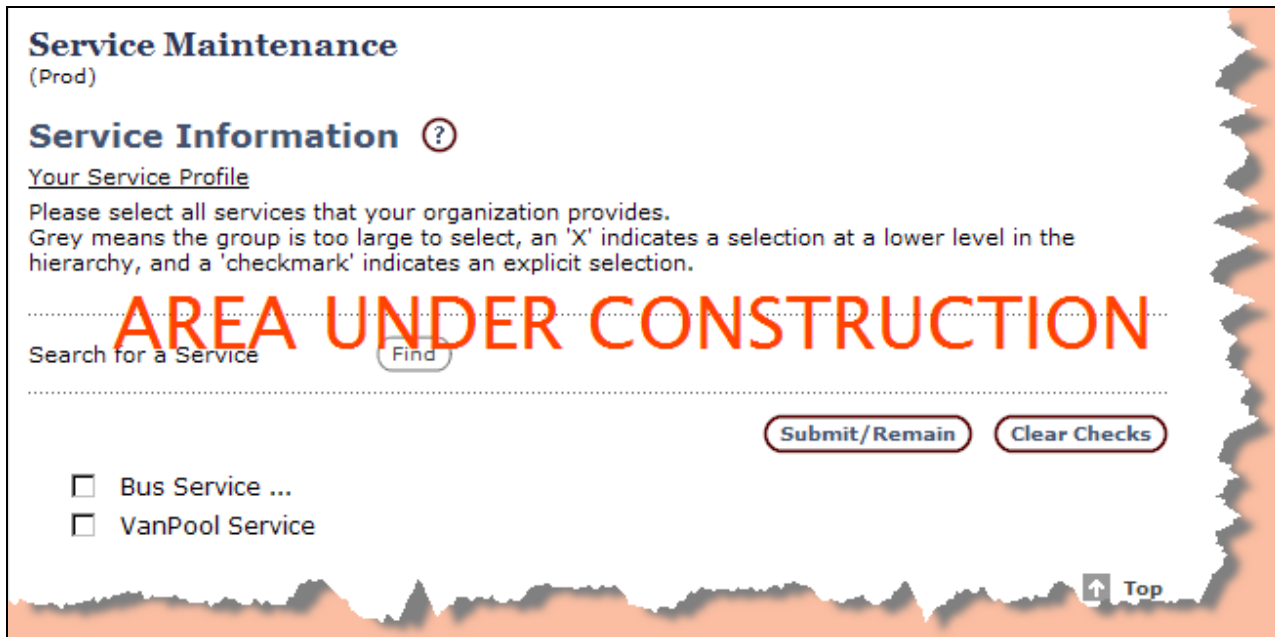 Service Maintenance
(Prod)
Service Information ?
Your Service Profile
Please select all services that your organization provides.
Grey means the group is too large to select, an 'X' indicates a selection at a lower level in the
hierarchy, and a 'checkmark' indicates an explicit selection.
AREA UNDER CONSTRUCTION
Search for a Service Find
Submit/Remain Clear Checks
Bus Service ...
VanPool Service
Top